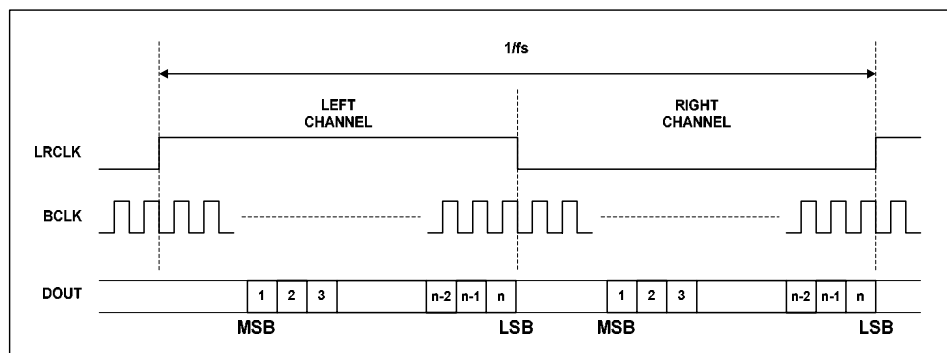 1/fs
LEFT
CHANNEL
RIGHT
CHANNEL
LRCLK
BCLK
DOUT
1 2 3 n-2 n-1 n 1 2 3 n-2 n-1 n
MSB LSB MSB LSB